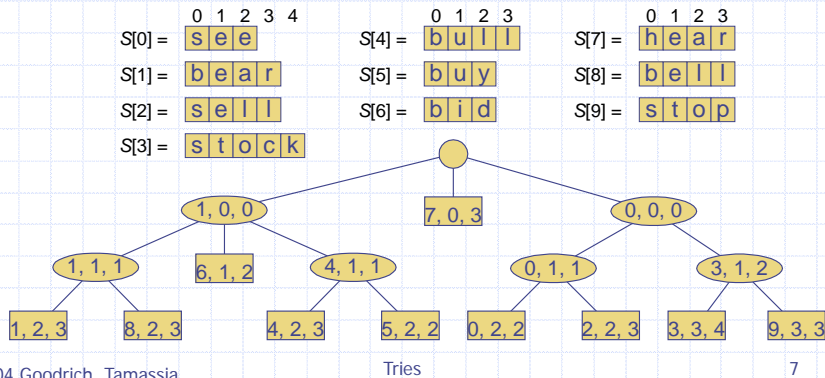 0 1 2 3 4
0 1 2 3
0 1 2 3
S[0] = s e e
S[4] = b u l l
S[7] = h e a r
S[1] = b e a r
S[5] = b u y
S[8] = b e l l
S[2] = s e l l
S[6] = b i d
S[9] = s t o p
S[3] = s t o c k
1, 0, 0
7, 0, 3
0, 0, 0
1, 1, 1
6, 1, 2
4, 1, 1
0, 1, 1
3, 1, 2
1, 2, 3
8, 2, 3
4, 2, 3
5, 2, 2
0, 2, 2
2, 2, 3
3, 3, 4
9, 3, 3
04 Goodrich, Tamassia
Tries
7